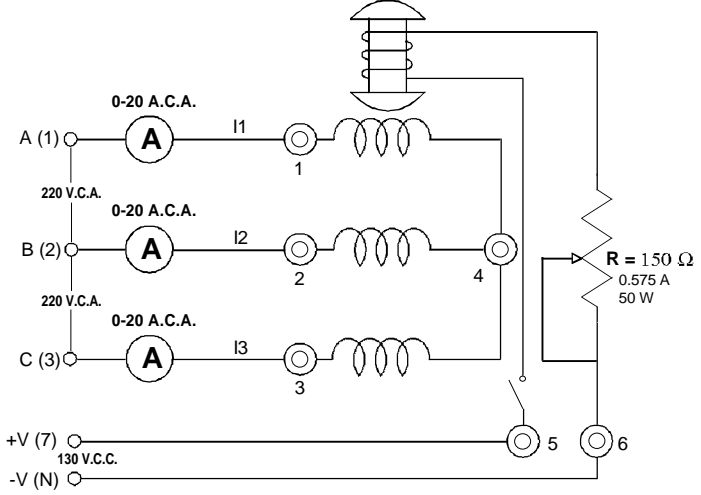 0-20 A.C.A.
A (1)
A
I1
1
220 V.C.A.
0-20 A.C.A.
B (2)
A
I2
2
4
R = 150 Ω
0.575 A
50 W
220 V.C.A.
0-20 A.C.A.
C (3)
A
I3
3
+V (7)
5
6
130 V.C.C.
-V (N)